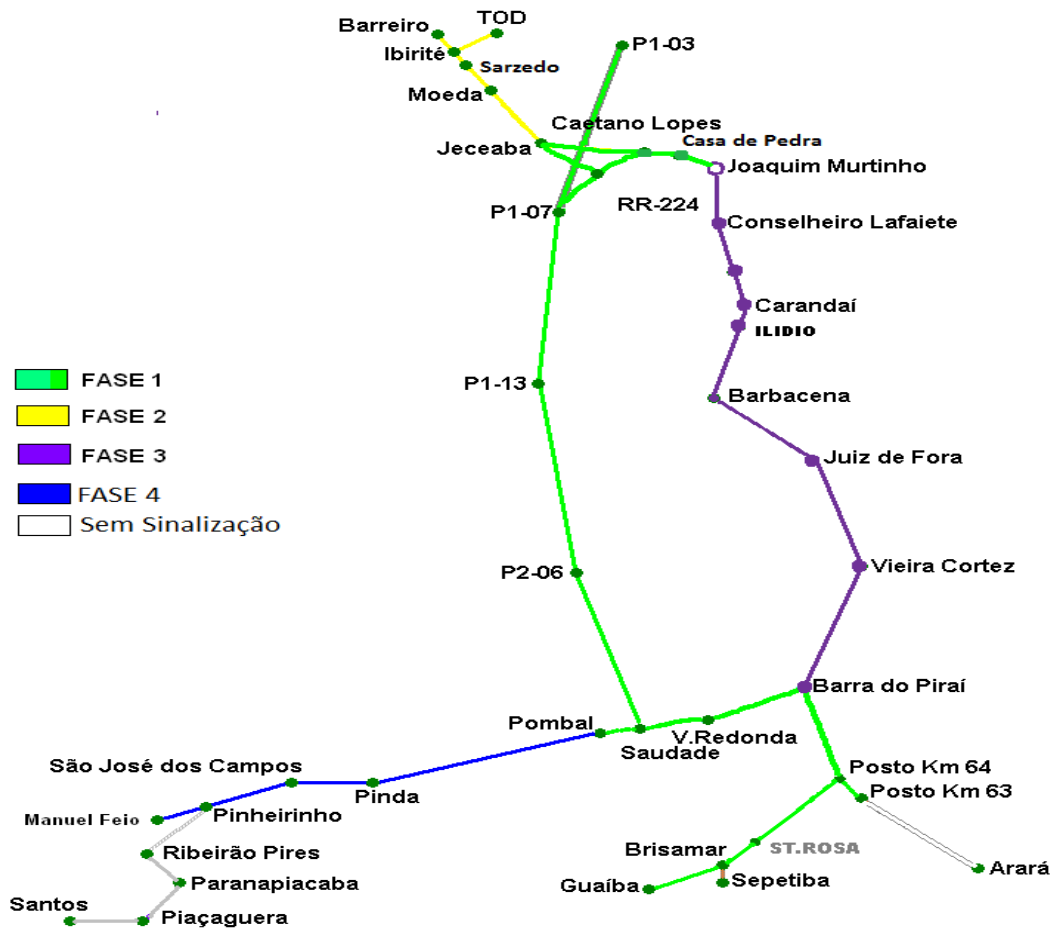 TOD
Barreiro
P1-03
Ibirité
Sarzedo
Moeda
Caetano Lopes
Casa de Pedra
Jeceaba
Joaquim Murtinho
P1-07
RR-224
Conselheiro Lafaiete
Carandaí
ILIDIO
FASE 1
P1-13
Barbacena
FASE 2
FASE 3
Juiz de Fora
FASE 4
Sem Sinalização
P2-06
Vieira Cortez
Barra do Piraí
Pombal
V.Redonda
Saudade
São José dos Campos
Posto Km 64
Pinda
Posto Km 63
Manuel Feio
Pinheirinho
Ribeirão Pires
Brisamar
ST.ROSA
Arará
Paranapiacaba
Guaíba
Sepetiba
Santos
Piaçaguera